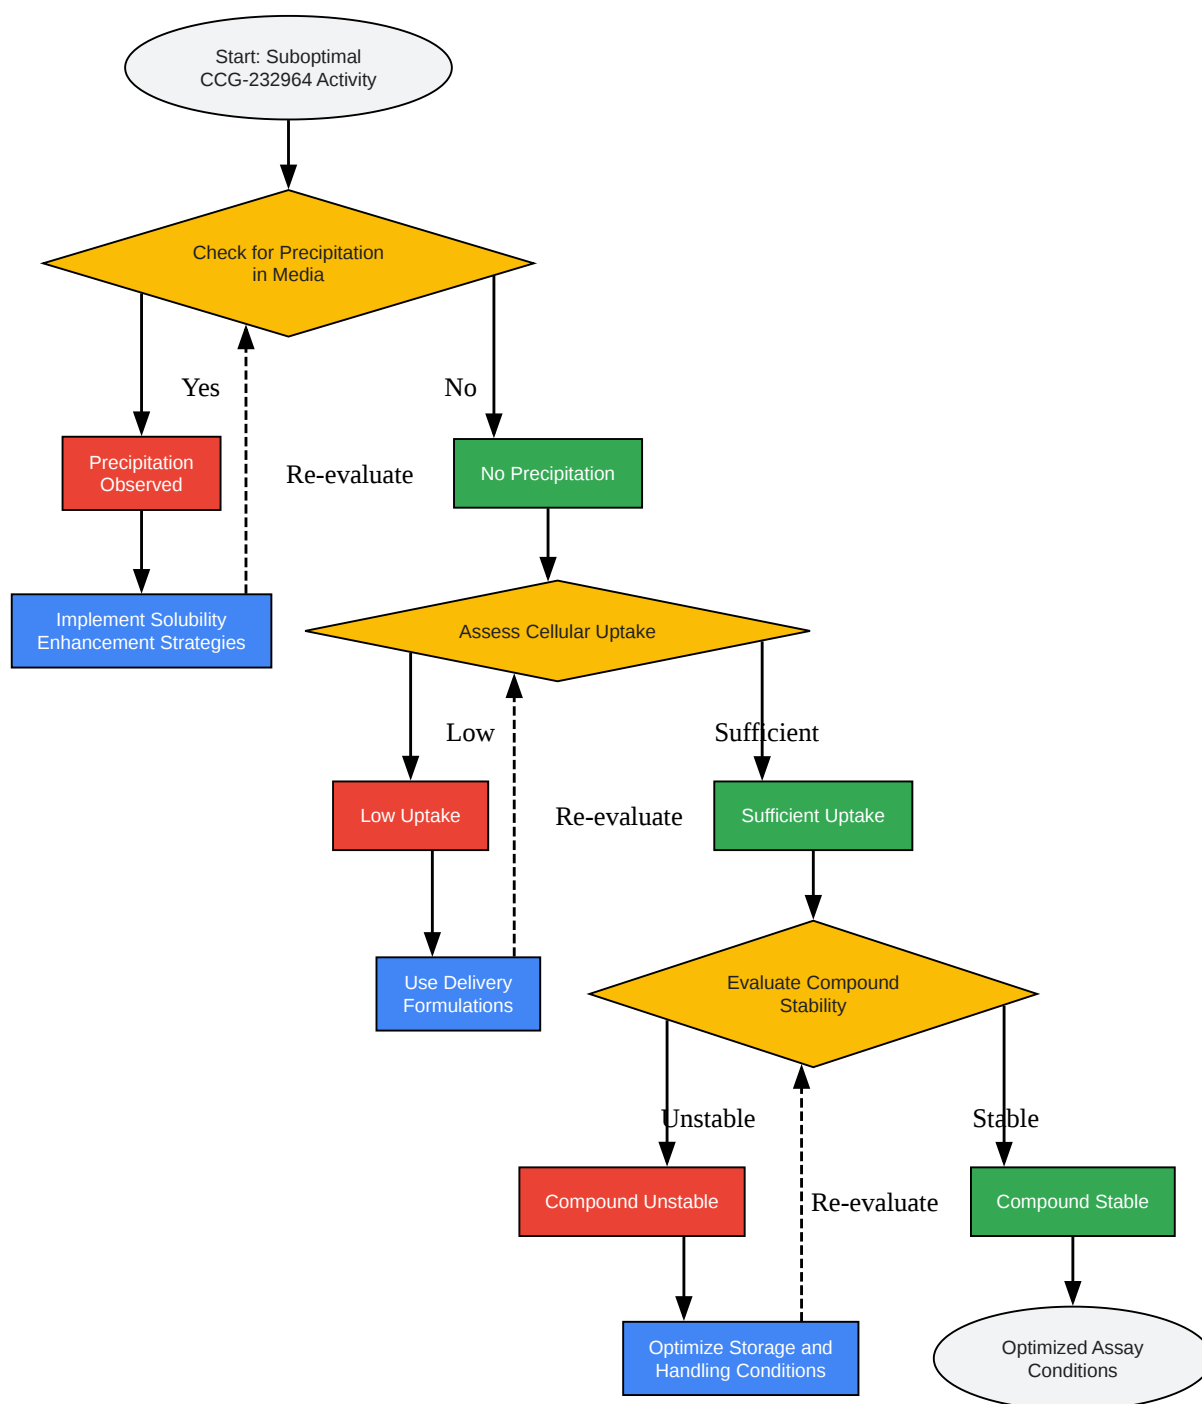 Start: Suboptimal
CCG-232964 Activity
Check for Precipitation
in Media
Yes
No
Precipitation
Observed
Re-evaluate
No Precipitation
Implement Solubility
Enhancement Strategies
Assess Cellular Uptake
Low
Sufficient
Low Uptake
Re-evaluate
Sufficient Uptake
Use Delivery
Formulations
Evaluate Compound
Stability
Unstable
Stable
Compound Unstable
Re-evaluate
Compound Stable
Optimize Storage and
Handling Conditions
Optimized Assay
Conditions